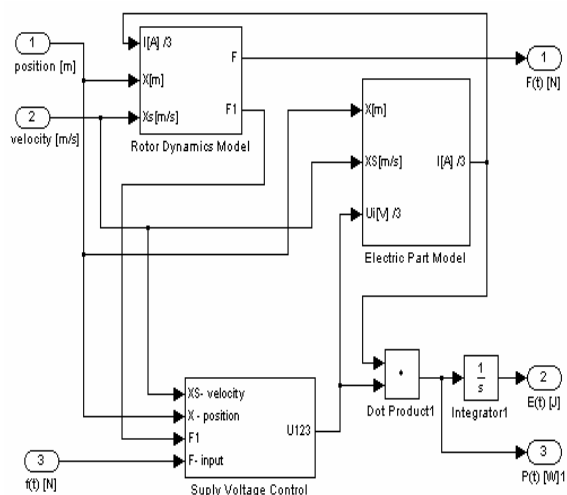 1
position [m]
2
velocity [m/s]
I[A] /3
X[m]
Xs[m/s]
F
F1
Rotor Dynamics Model
1
F(t) [N]
X[m]
XS[m/s]
Ui[V] /3
I[A] /3
Electric Part Model
XS- velocity
X - position
F1
F- input
U123
Suply Voltage Control
3
f(t) [N]
Dot Product1
1
s
Integrator1
2
E(t) [J]
3
P(t) [W]1